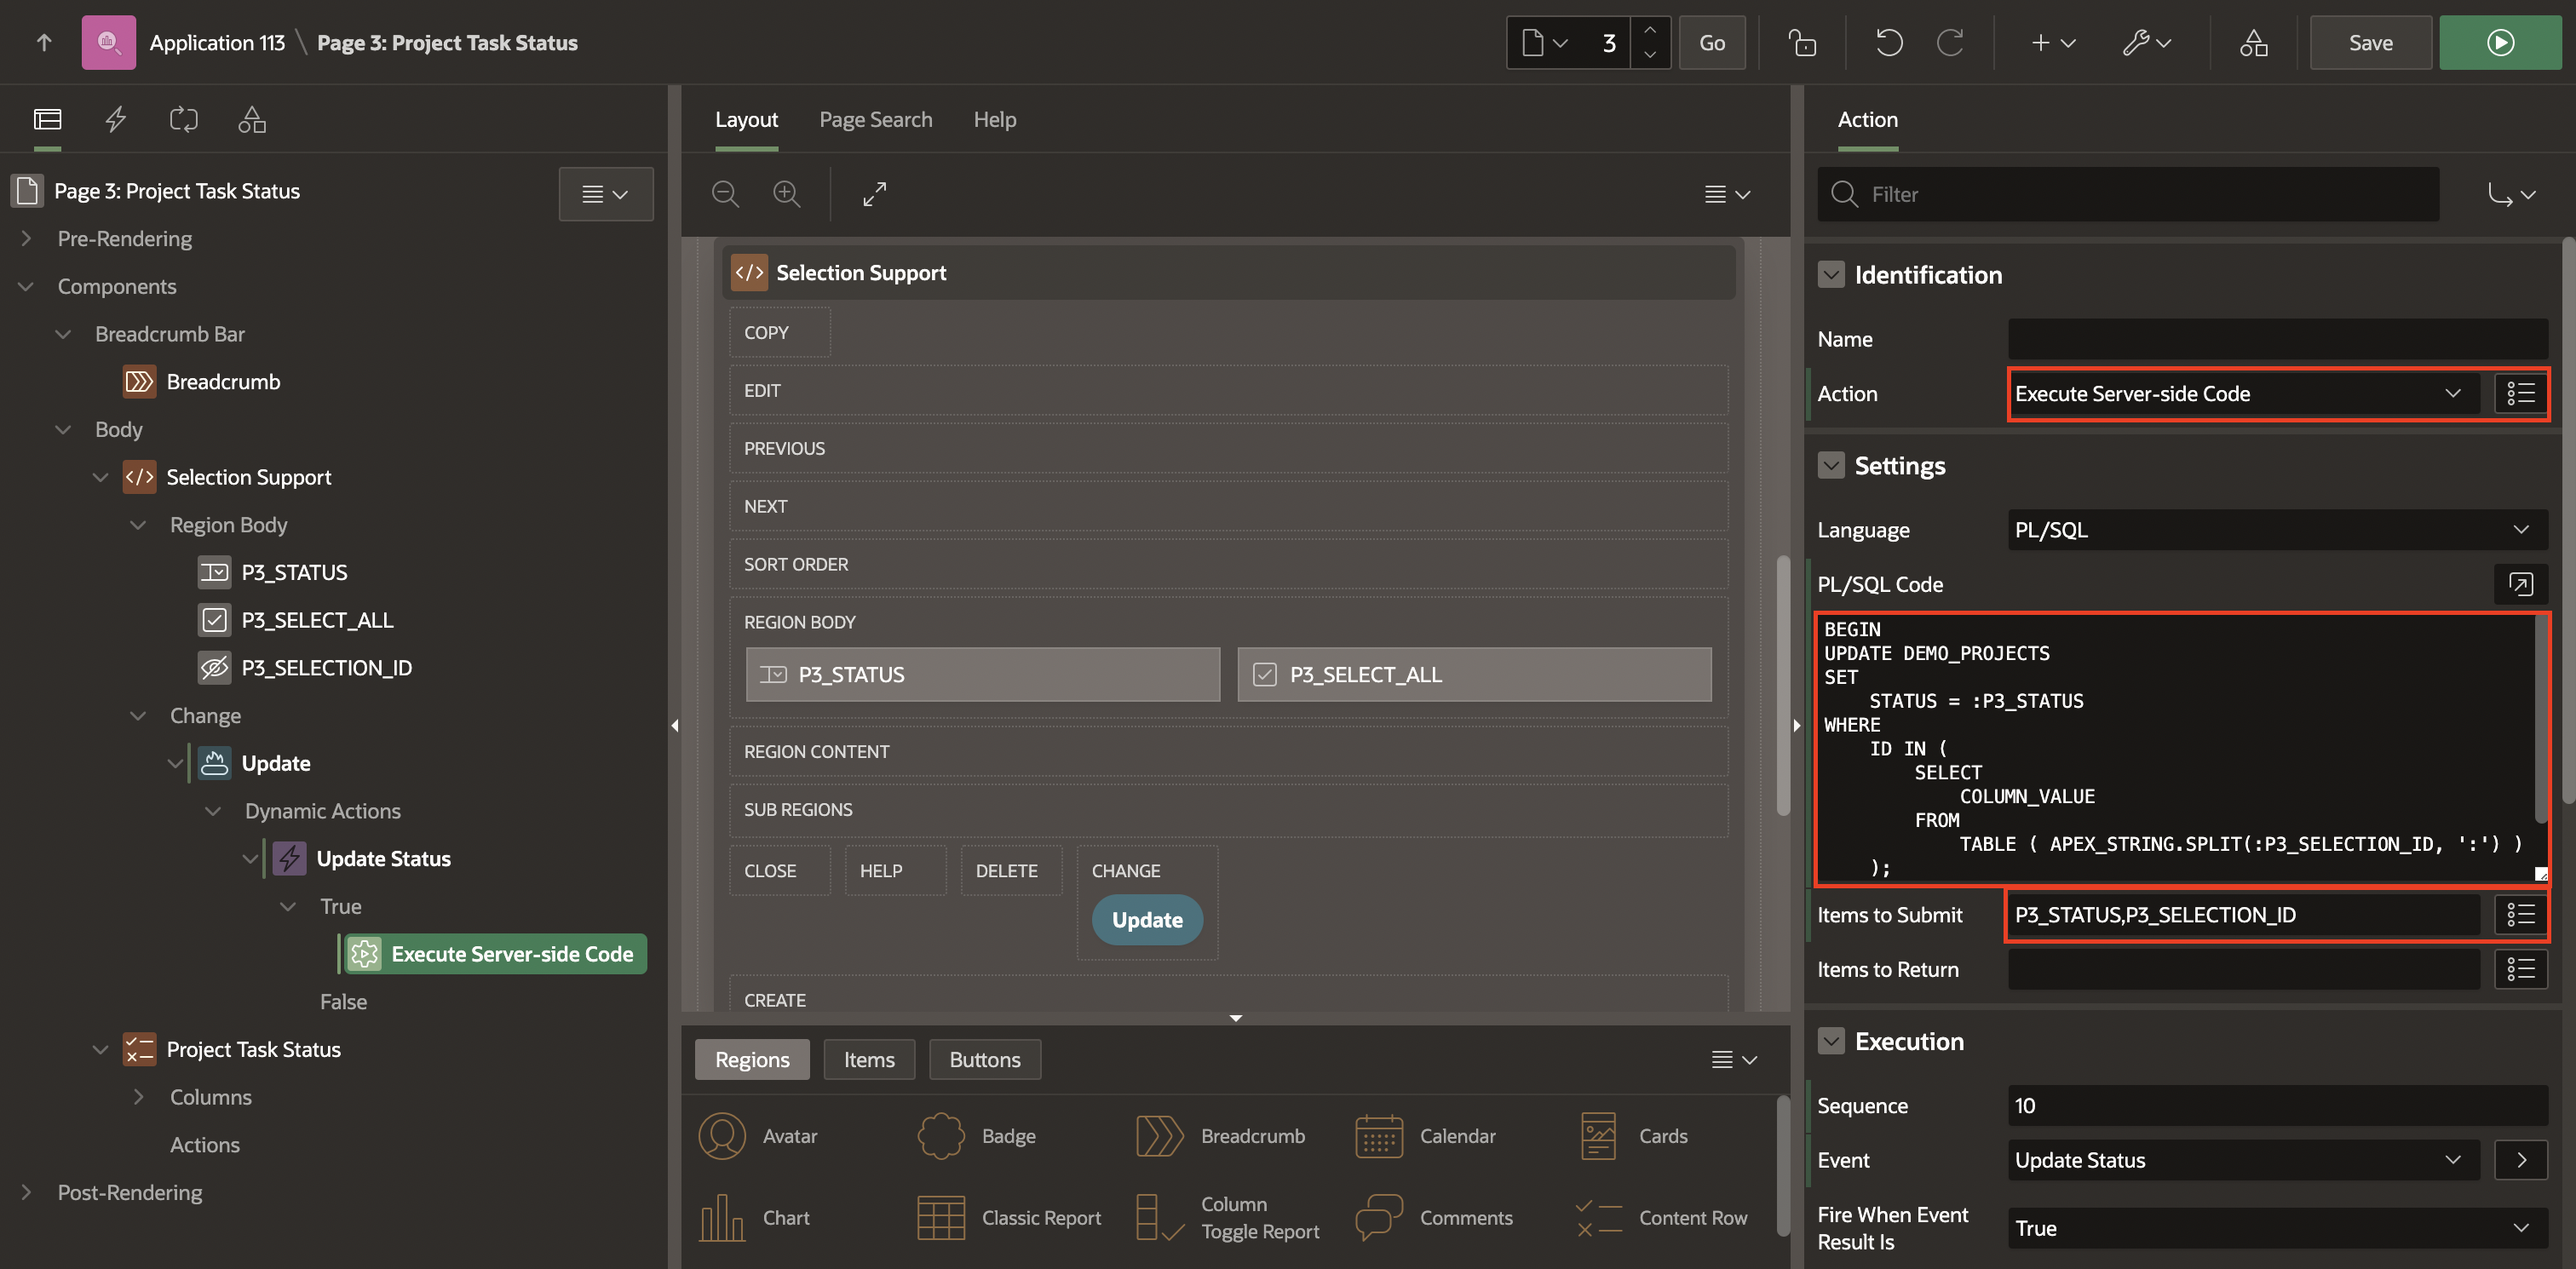 Application 113 \ Page 3: Project Task Status
3
Go
Save
Page 3: Project Task Status
Pre-Rendering
Components
Breadcrumb Bar
Breadcrumb
Body
Selection Support
Region Body
P3_STATUS
P3_SELECT_ALL
P3_SELECTION_ID
Change
Update
Dynamic Actions
Update Status
True
Execute Server-side Code
False
Project Task Status
Columns
Actions
Post-Rendering
Layout Page Search Help
Selection Support
COPY
EDIT
PREVIOUS
NEXT
SORT ORDER
REGION BODY
P3_STATUS P3_SELECT_ALL
REGION CONTENT
SUB REGIONS
CLOSE HELP DELETE CHANGE
Update
CREATE
Regions Items Buttons
Avatar Badge Breadcrumb Calendar Cards
Chart Classic Report Column Toggle Report Comments Content Row
Action
Filter
Identification
Name
Action Execute Server-side Code
Settings
Language PL/SQL
PL/SQL Code
BEGIN
UPDATE DEMO_PROJECTS
SET
STATUS = :P3_STATUS
WHERE
ID IN (
SELECT
COLUMN_VALUE
FROM
TABLE ( APEX_STRING.SPLIT(:P3_SELECTION_ID, ':') )
);
Items to Submit P3_STATUS,P3_SELECTION_ID
Items to Return
Execution
Sequence 10
Event Update Status
Fire When Event Result Is True